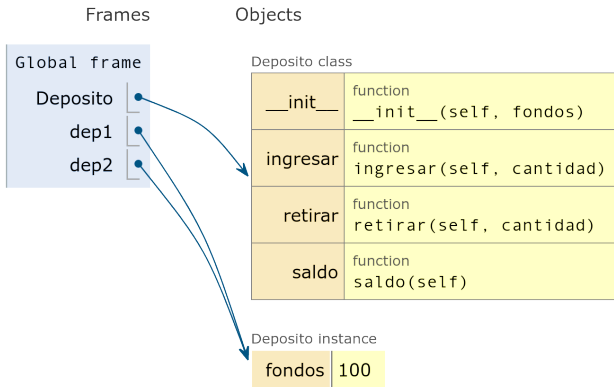 Frames Objects
Global frame
Deposito
dep1
dep2
Deposito class
__init__ function
__init__(self, fondos)
ingresar function
ingresar(self, cantidad)
retirar function
retirar(self, cantidad)
saldo function
saldo(self)
Deposito instance
fondos 100